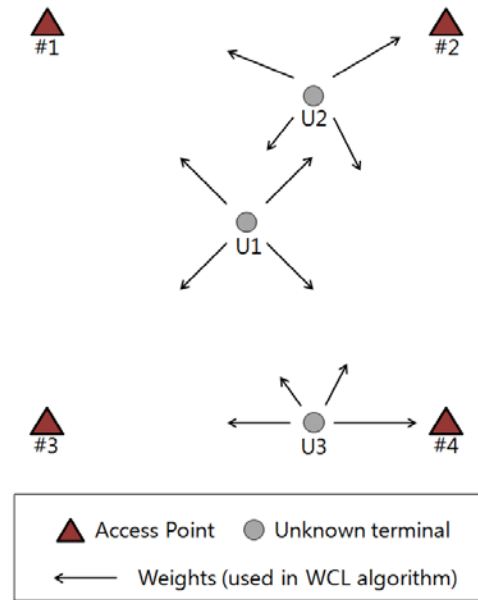 #1
#2
U2
U1
#3
U3
#4
Access Point
Unknown terminal
Weights (used in WCL algorithm)